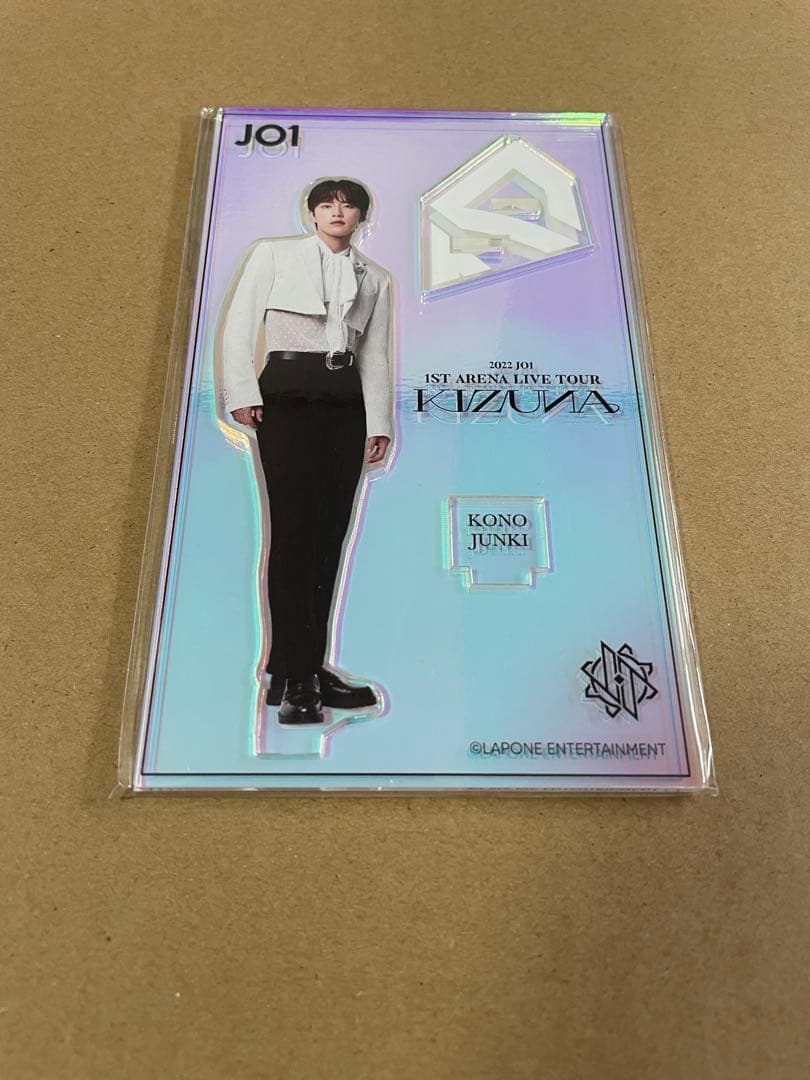 JO1
2022 JO1
1ST ARENA LIVE TOUR
KIZUNA
KONO
JUNKI
©LAPONE ENTERTAINMENT